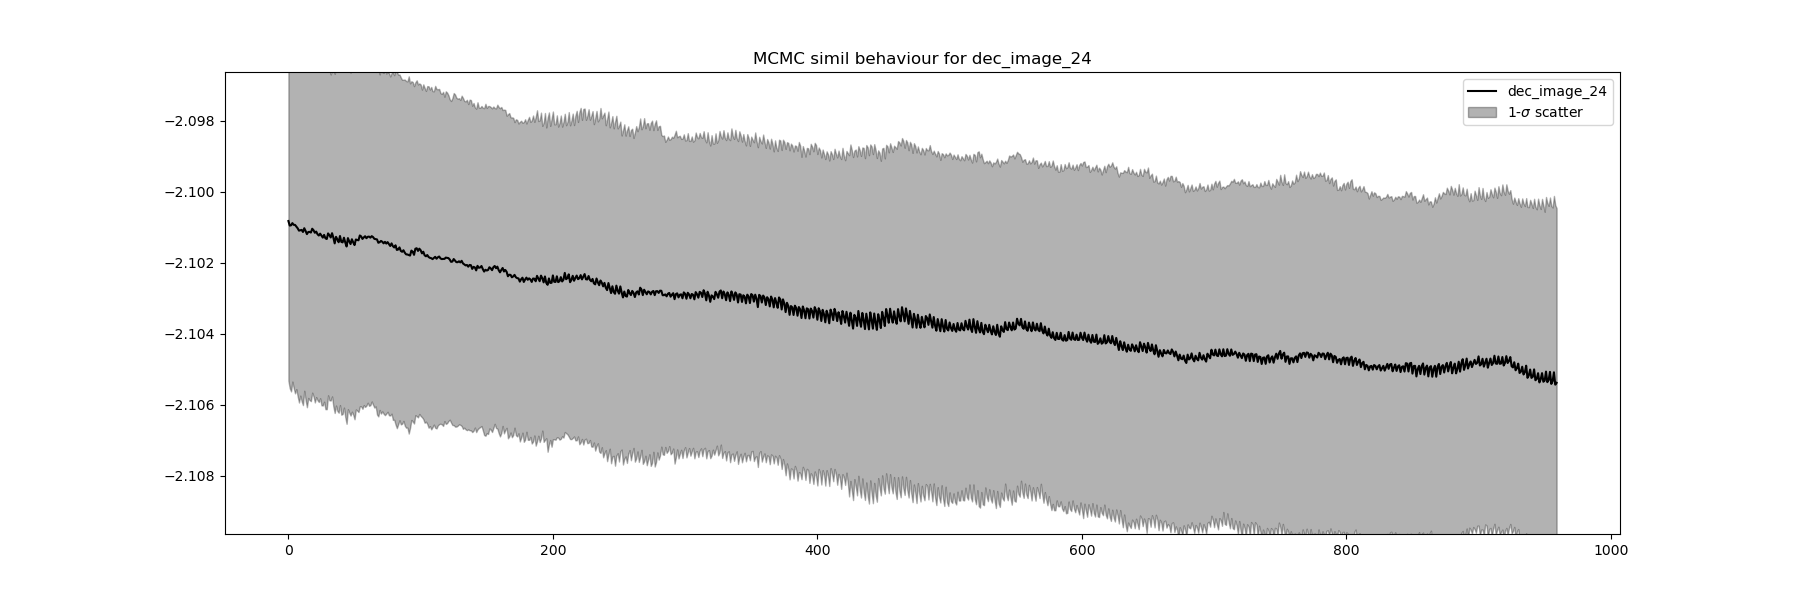 MCMC simil behaviour for dec_image_24
dec_image_24
1-σ scatter
−2.098
−2.100
−2.102
−2.104
−2.106
−2.108
0 200 400 600 800 1000